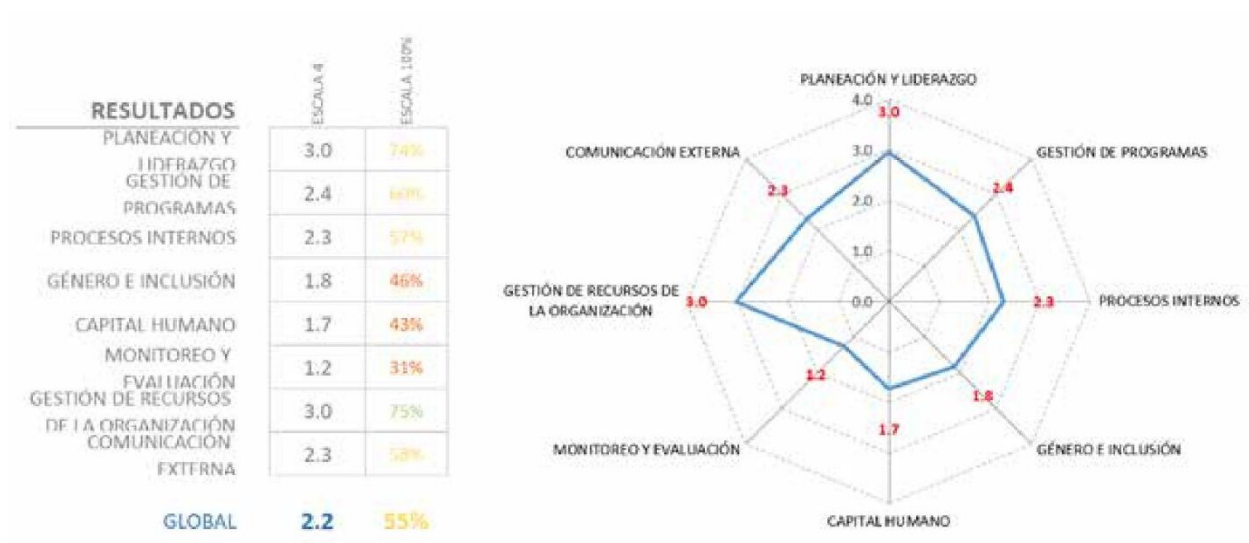 ESCALA 4
ESCALA 100%
RESULTADOS
PLANEACIÓN Y
LIDERAZGO
3.0
74%
GESTIÓN DE
PROGRAMAS
2.4
60%
PROCESOS INTERNOS
2.3
57%
GÉNERO E INCLUSIÓN
1.8
46%
CAPITAL HUMANO
1.7
43%
MONITOREO Y
EVALUACIÓN
1.2
31%
GESTIÓN DE RECURSOS
DE LA ORGANIZACIÓN
3.0
75%
COMUNICACIÓN
EXTERNA
2.3
58%
GLOBAL
2.2
55%
PLANEACIÓN Y LIDERAZGO
4.0
3.0
3.0
2.0
1.0
0.0
COMUNICACIÓN EXTERNA
2.3
GESTIÓN DE PROGRAMAS
2.4
GESTIÓN DE RECURSOS DE
LA ORGANIZACIÓN
3.0
PROCESOS INTERNOS
2.3
MONITOREO Y EVALUACIÓN
1.2
GÉNERO E INCLUSIÓN
1.8
1.7
CAPITAL HUMANO